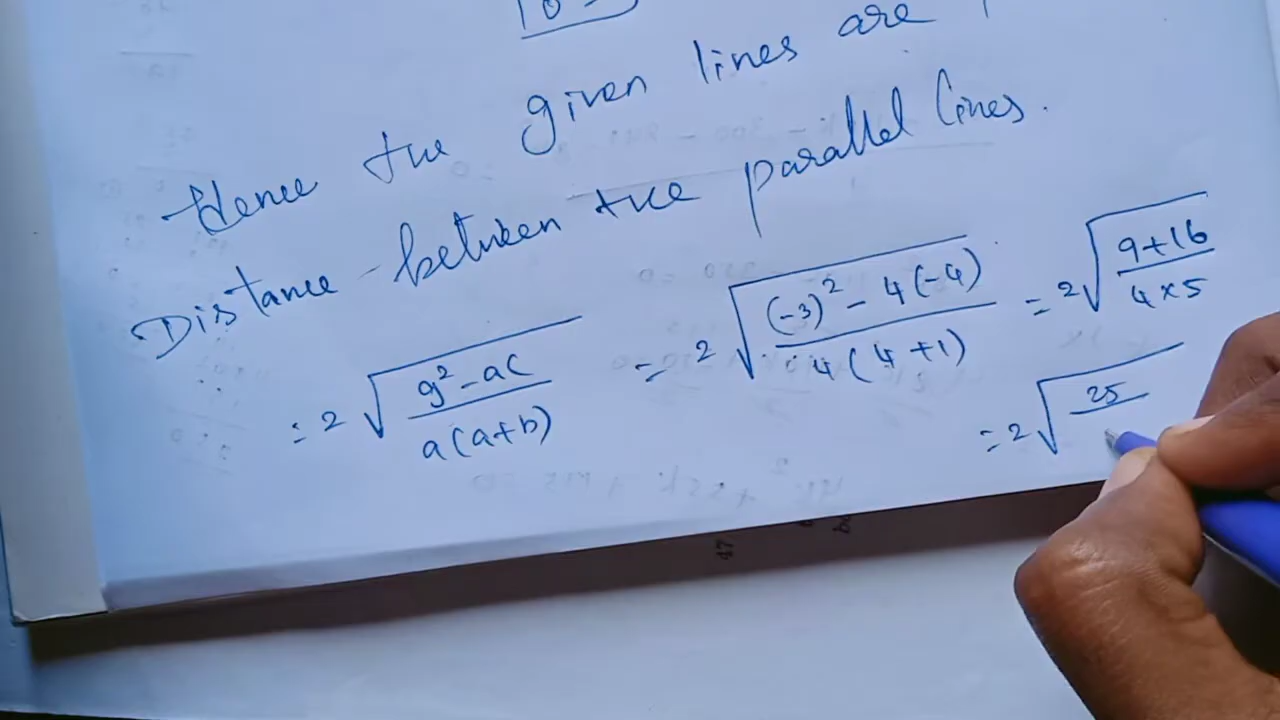 Hence the given lines are
Distance between the parallel lines.
= 2 √((g² - ac)/(a(a+b))) = 2 √(((-3)² - 4(-4))/(4(4+1))) = 2 √((9+16)/(4×5))
= 2 √(25